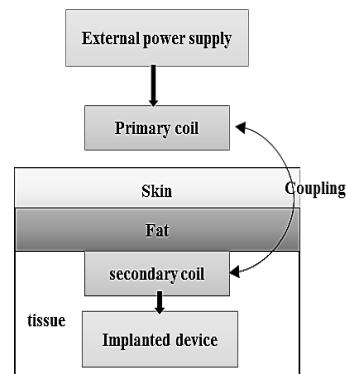 External power supply
Primary coil
Coupling
Skin
Fat
secondary coil
tissue
Implanted device